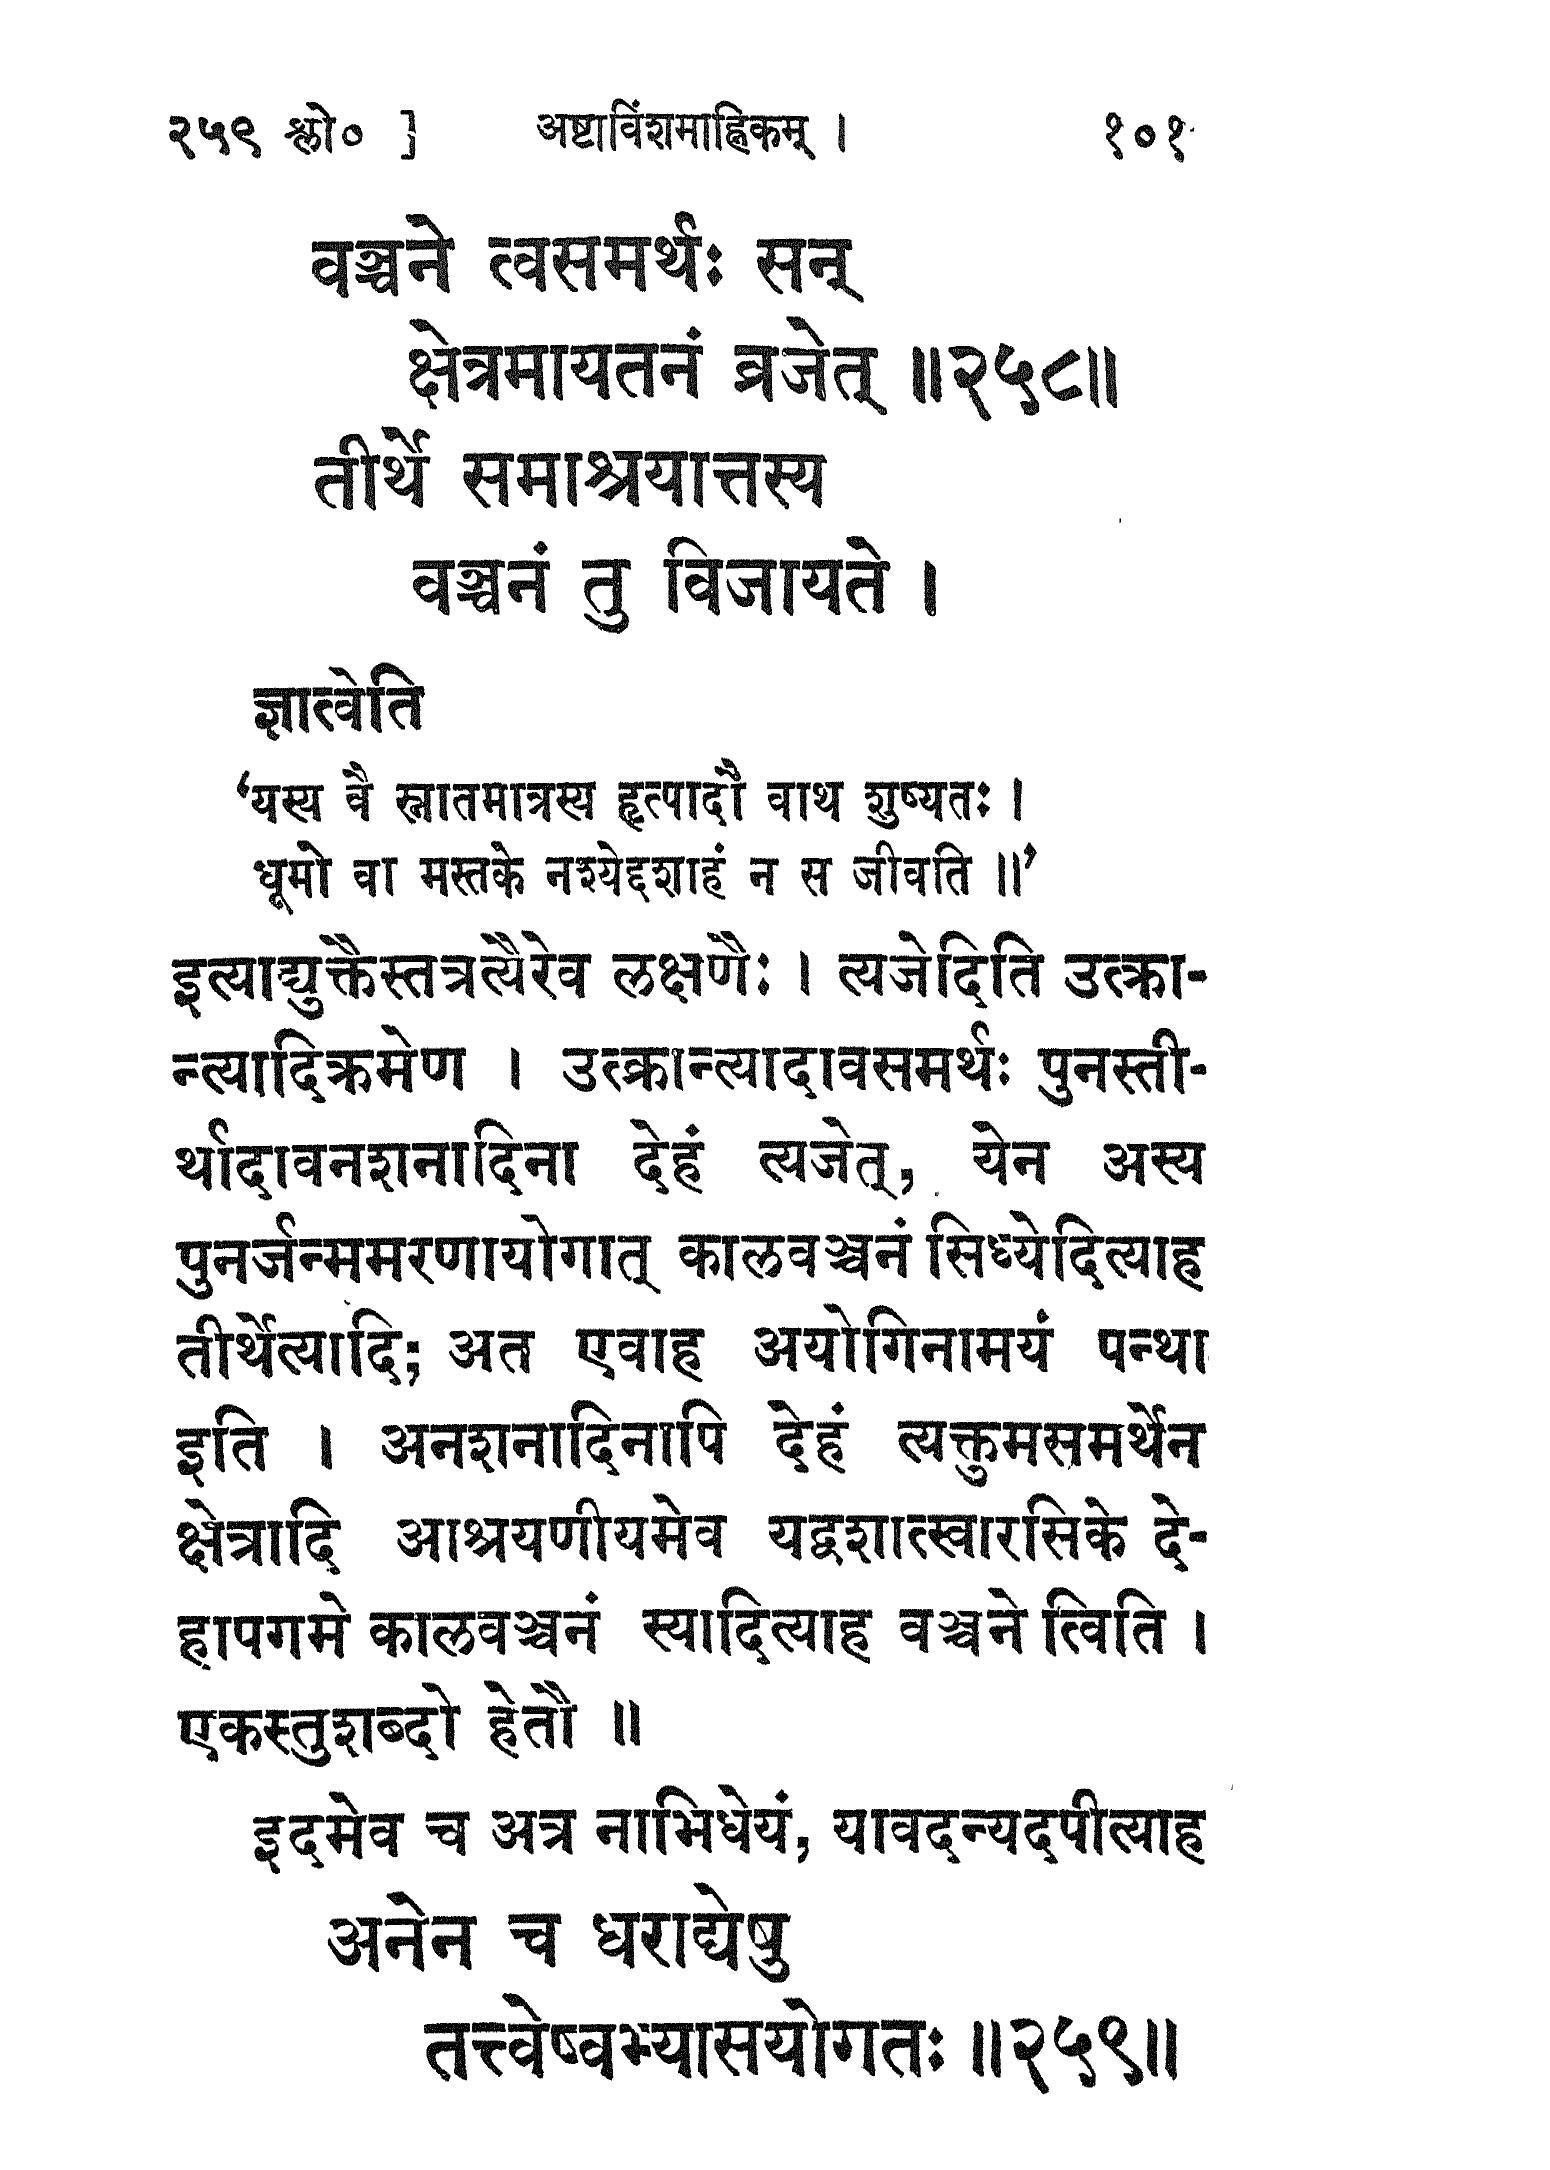 २५९ श्लो० ] अष्टाविंशमाह्निकम् । १०१
वञ्चने त्वसमर्थः सन्
क्षेत्रमायतनं व्रजेत् ॥२५८॥
तीर्थे समाश्रयात्तस्य
वञ्चनं तु विजायते ।
ज्ञात्वेति
‘यस्य वै स्नातमात्रस्य हृत्पादौ वाथ शुष्यतः ।
धूमो वा मस्तके नश्येद्दशाहं न स जीवति ॥’
इत्याद्युक्तैस्तत्रत्यैरेव लक्षणैः । त्यजेदिति उत्क्रा-
न्त्यादिक्रमेण । उत्क्रान्त्यादावसमर्थः पुनस्ती-
र्थादावनशनादिना देहं त्यजेत्, येन अस्य
पुनर्जन्ममरणायोगात् कालवञ्चनं सिध्येदित्याह
तीर्थेत्यादि; अत एवाह अयोगिनामयं पन्था
इति । अनशनादिनापि देहं त्यक्तुमसमर्थेन
क्षेत्रादि आश्रयणीयमेव यद्वशात्स्वारसिके दे-
हापगमे कालवञ्चनं स्यादित्याह वञ्चने त्विति ।
एकस्तुशब्दो हेतौ ॥
इदमेव च अत्र नाभिधेयं, यावदन्यदपीत्याह
अनेन च धराद्येषु
तत्त्वेष्वभ्यासयोगतः ॥२५९॥